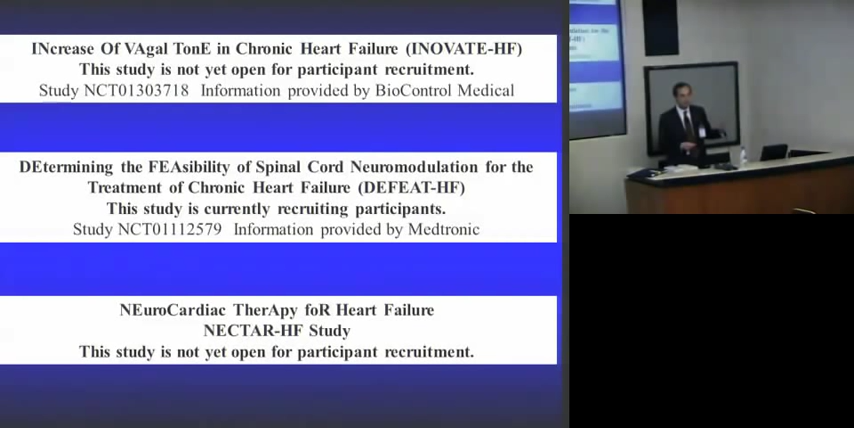 INcrease Of VAgal TonE in Chronic Heart Failure (INOVATE-HF)
This study is not yet open for participant recruitment.
Study NCT01303718 Information provided by BioControl Medical
DEtermining the FEAsibility of Spinal Cord Neuromodulation for the
Treatment of Chronic Heart Failure (DEFEAT-HF)
This study is currently recruiting participants.
Study NCT01112579 Information provided by Medtronic
NEuroCardiac TherApy foR Heart Failure
NECTAR-HF Study
This study is not yet open for participant recruitment.